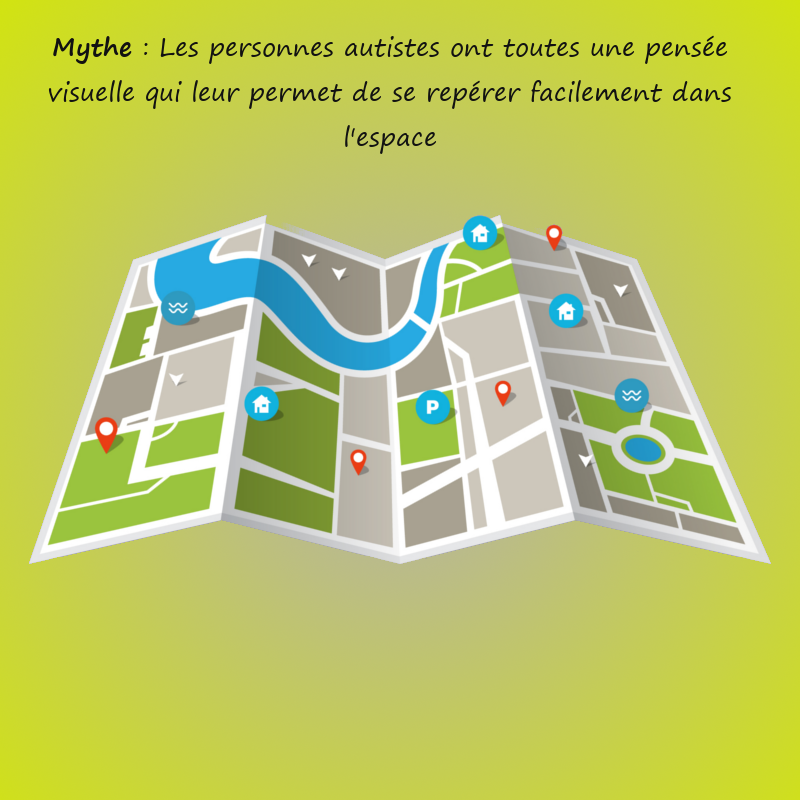 Mythe : Les personnes autistes ont toutes une pensée
visuelle qui leur permet de se repérer facilement dans
l'espace
P